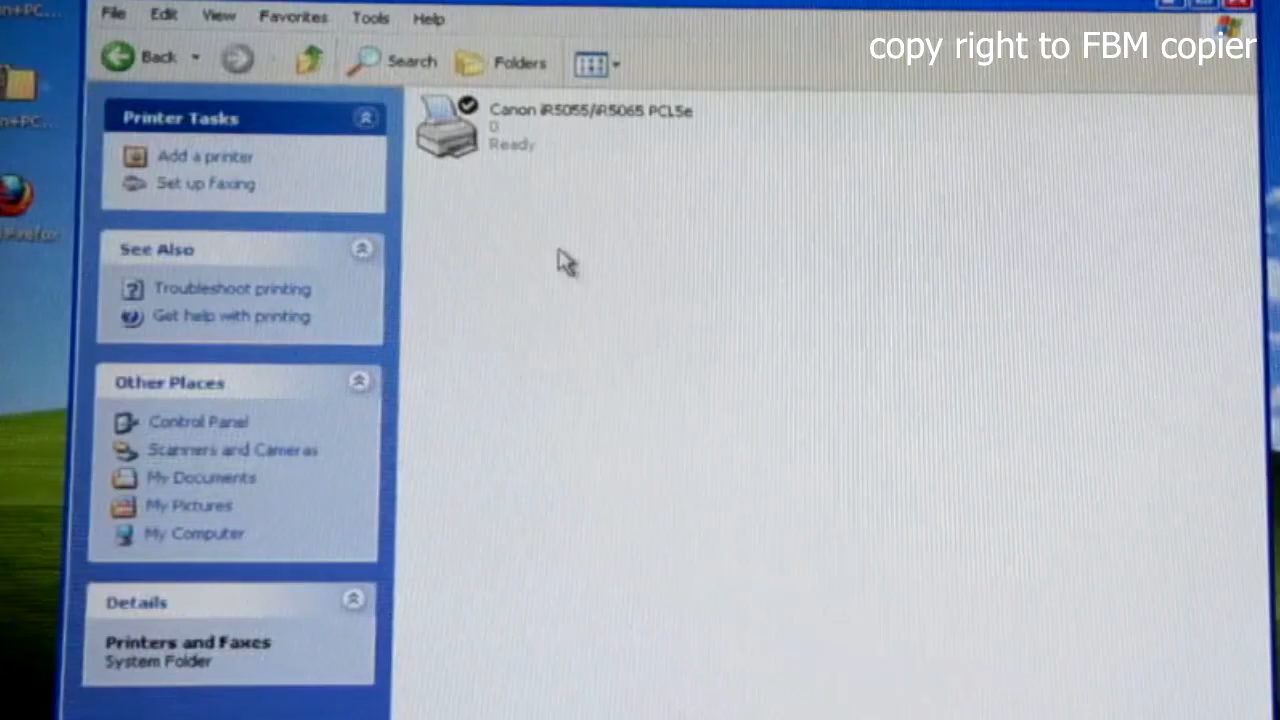 File Edit View Favorites Tools Help
copy right to FBM copier
Back Search Folders
Printer Tasks
Add a printer
Set up faxing
See Also
Troubleshoot printing
Get help with printing
Other Places
Control Panel
Scanners and Cameras
My Documents
My Pictures
My Computer
Details
Printers and Faxes
System Folder
Canon iR5055/iR5065 PCL5e
0
Ready